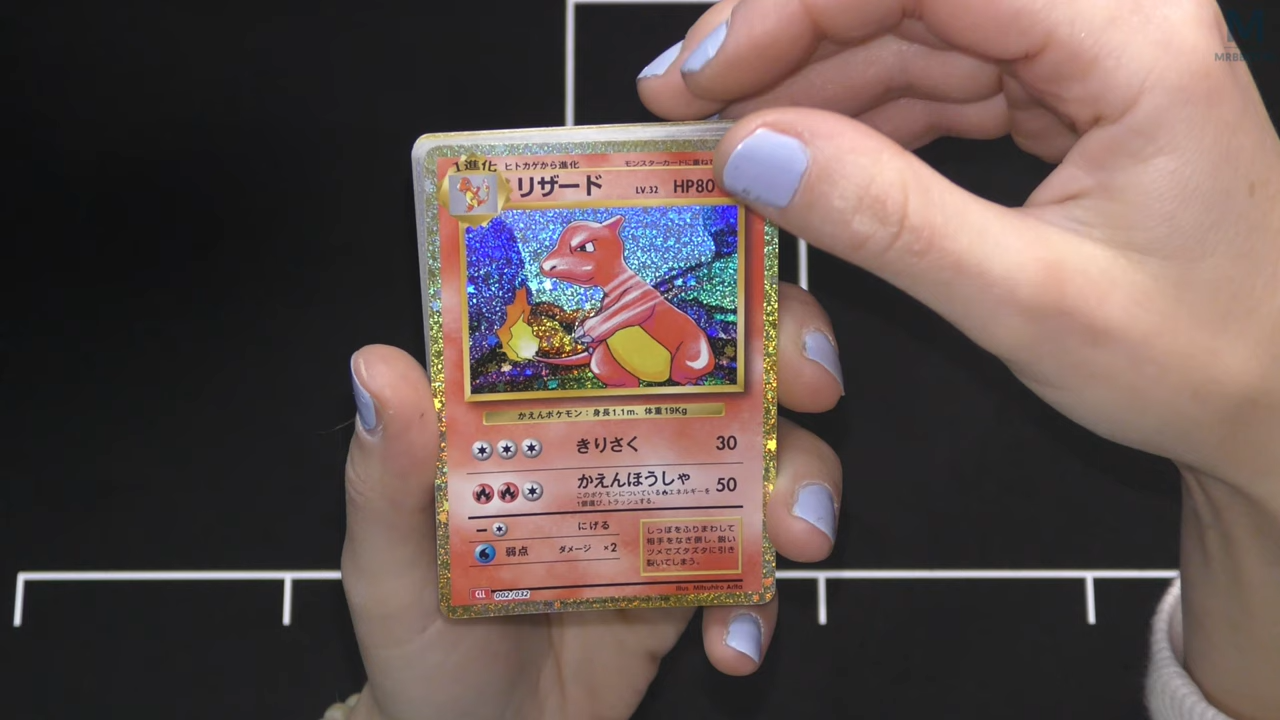 1進化 ヒトカゲから進化 モンスターカードに重ねて
リザード LV.32 HP80
かえんポケモン：身長1.1m、体重19Kg
きりさく 30
かえんほうしゃ 50
このポケモンについている🔥エネルギーを
1個選び、トラッシュする。
ー にげる
弱点 ダメージ ×2
しっぽをふりまわして
相手をなぎ倒し、鋭い
ツメでズタズタに引き
裂いてしまう。
Illus. Mitsuhiro Arita
CLL 002/032
M